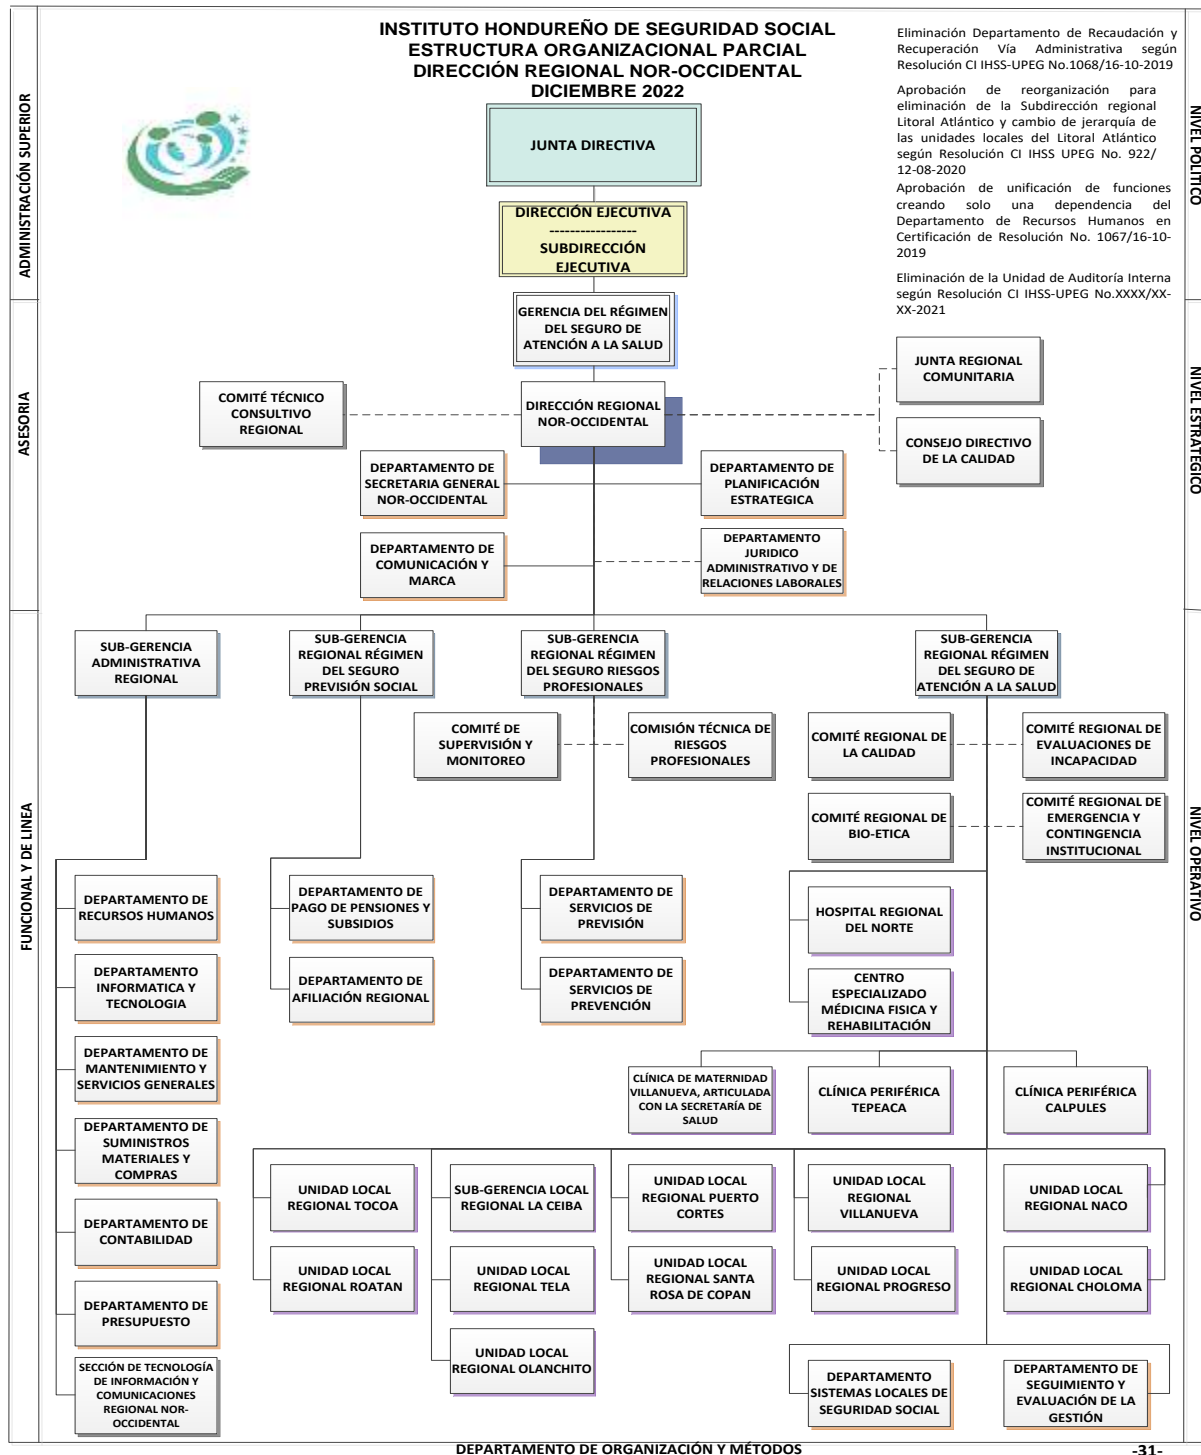 INSTITUTO HONDUREÑO DE SEGURIDAD SOCIAL
ESTRUCTURA ORGANIZACIONAL PARCIAL
DIRECCIÓN REGIONAL NOR-OCCIDENTAL
DICIEMBRE 2022
Eliminación Departamento de Recaudación y
Recuperación Vía Administrativa según
Resolución CI IHSS-UPEG No.1068/16-10-2019
Aprobación de reorganización para
eliminación de la Subdirección regional
Litoral Atlántico y cambio de jerarquía de
las unidades locales del Litoral Atlántico
según Resolución CI IHSS UPEG No. 922/
12-08-2020
Aprobación de unificación de funciones
creando solo una dependencia del
Departamento de Recursos Humanos en
Certificación de Resolución No. 1067/16-10-
2019
Eliminación de la Unidad de Auditoría Interna
según Resolución CI IHSS-UPEG No.XXXX/XX-
XX-2021
ADMINISTRACIÓN SUPERIOR
NIVEL POLITICO
JUNTA DIRECTIVA
DIRECCIÓN EJECUTIVA
-----------------
SUBDIRECCIÓN
EJECUTIVA
GERENCIA DEL RÉGIMEN
DEL SEGURO DE
ATENCIÓN A LA SALUD
ASESORIA
NIVEL ESTRATEGICO
COMITÉ TÉCNICO
CONSULTIVO
REGIONAL
DIRECCIÓN REGIONAL
NOR-OCCIDENTAL
JUNTA REGIONAL
COMUNITARIA
CONSEJO DIRECTIVO
DE LA CALIDAD
DEPARTAMENTO DE
SECRETARIA GENERAL
NOR-OCCIDENTAL
DEPARTAMENTO DE
PLANIFICACIÓN
ESTRATEGICA
DEPARTAMENTO DE
COMUNICACIÓN Y
MARCA
DEPARTAMENTO
JURIDICO
ADMINISTRATIVO Y DE
RELACIONES LABORALES
FUNCIONAL Y DE LINEA
NIVEL OPERATIVO
SUB-GERENCIA
ADMINISTRATIVA
REGIONAL
SUB-GERENCIA
REGIONAL RÉGIMEN
DEL SEGURO
PREVISIÓN SOCIAL
SUB-GERENCIA
REGIONAL RÉGIMEN
DEL SEGURO RIESGOS
PROFESIONALES
SUB-GERENCIA
REGIONAL RÉGIMEN
DEL SEGURO DE
ATENCIÓN A LA SALUD
COMITÉ DE
SUPERVISIÓN Y
MONITOREO
COMISIÓN TÉCNICA DE
RIESGOS
PROFESIONALES
COMITÉ REGIONAL DE
LA CALIDAD
COMITÉ REGIONAL DE
EVALUACIONES DE
INCAPACIDAD
COMITÉ REGIONAL DE
BIO-ETICA
COMITÉ REGIONAL DE
EMERGENCIA Y
CONTINGENCIA
INSTITUCIONAL
DEPARTAMENTO DE
RECURSOS HUMANOS
DEPARTAMENTO DE
PAGO DE PENSIONES Y
SUBSIDIOS
DEPARTAMENTO DE
SERVICIOS DE
PREVISIÓN
HOSPITAL REGIONAL
DEL NORTE
DEPARTAMENTO
INFORMATICA Y
TECNOLOGIA
DEPARTAMENTO DE
AFILIACIÓN REGIONAL
DEPARTAMENTO DE
SERVICIOS DE
PREVENCIÓN
CENTRO
ESPECIALIZADO
MÉDICINA FISICA Y
REHABILITACIÓN
DEPARTAMENTO DE
MANTENIMIENTO Y
SERVICIOS GENERALES
CLÍNICA DE MATERNIDAD
VILLANUEVA, ARTICULADA
CON LA SECRETARÍA DE
SALUD
CLÍNICA PERIFÉRICA
TEPEACA
CLÍNICA PERIFÉRICA
CALPULES
DEPARTAMENTO DE
SUMINISTROS
MATERIALES Y
COMPRAS
UNIDAD LOCAL
REGIONAL TOCOA
SUB-GERENCIA LOCAL
REGIONAL LA CEIBA
UNIDAD LOCAL
REGIONAL PUERTO
CORTES
UNIDAD LOCAL
REGIONAL
VILLANUEVA
UNIDAD LOCAL
REGIONAL NACO
DEPARTAMENTO DE
CONTABILIDAD
UNIDAD LOCAL
REGIONAL ROATAN
UNIDAD LOCAL
REGIONAL TELA
UNIDAD LOCAL
REGIONAL SANTA
ROSA DE COPAN
UNIDAD LOCAL
REGIONAL PROGRESO
UNIDAD LOCAL
REGIONAL CHOLOMA
DEPARTAMENTO DE
PRESUPUESTO
UNIDAD LOCAL
REGIONAL OLANCHITO
SECCIÓN DE TECNOLOGÍA
DE INFORMACIÓN Y
COMUNICACIONES
REGIONAL NOR-
OCCIDENTAL
DEPARTAMENTO
SISTEMAS LOCALES DE
SEGURIDAD SOCIAL
DEPARTAMENTO DE
SEGUIMIENTO Y
EVALUACIÓN DE LA
GESTIÓN
DEPARTAMENTO DE ORGANIZACIÓN Y MÉTODOS
-31-